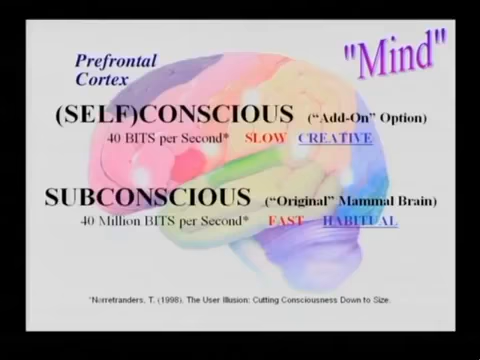 "Mind"
Prefrontal
Cortex
(SELF)CONSCIOUS ("Add-On" Option)
40 BITS per Second* SLOW CREATIVE
SUBCONSCIOUS ("Original" Mammal Brain)
40 Million BITS per Second* FAST HABITUAL
*Norretranders, T. (1998). The User Illusion: Cutting Consciousness Down to Size.